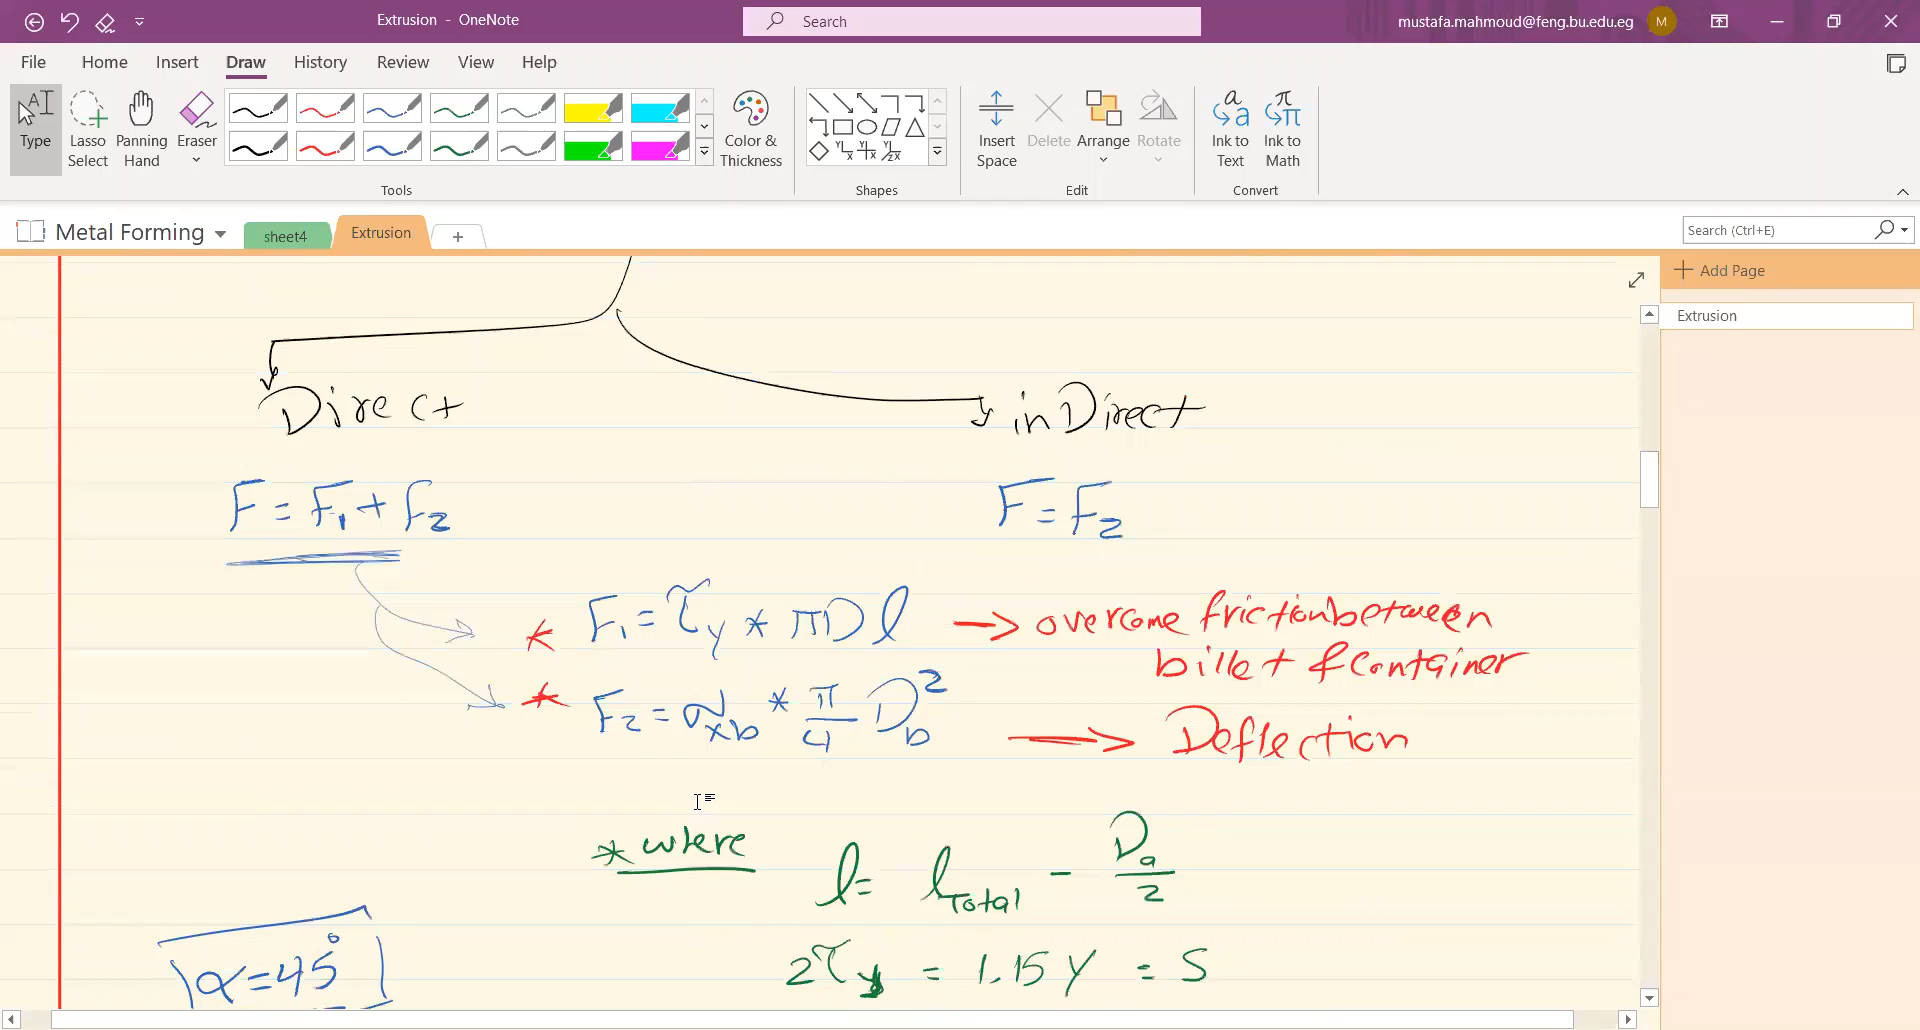 Extrusion - OneNote
Search
mustafa.mahmoud@feng.bu.edu.eg
M
File Home Insert Draw History Review View Help
Type
Lasso Select
Panning Hand
Eraser
Color & Thickness
Insert Space
Delete
Arrange
Rotate
Ink to Text
Ink to Math
Tools
Shapes
Edit
Convert
Metal Forming
sheet4
Extrusion
Search (Ctrl+E)
Add Page
Extrusion
Direct
inDirect
F = F₁ + F₂
F = F₂
* F₁ = τy * πDl → overcome friction between
billet & container
* F₂ = σxb * π/4 Db² → Deflection
* where l = lTotal - Da/2
α = 45°
2τy = 1.15 Y = S